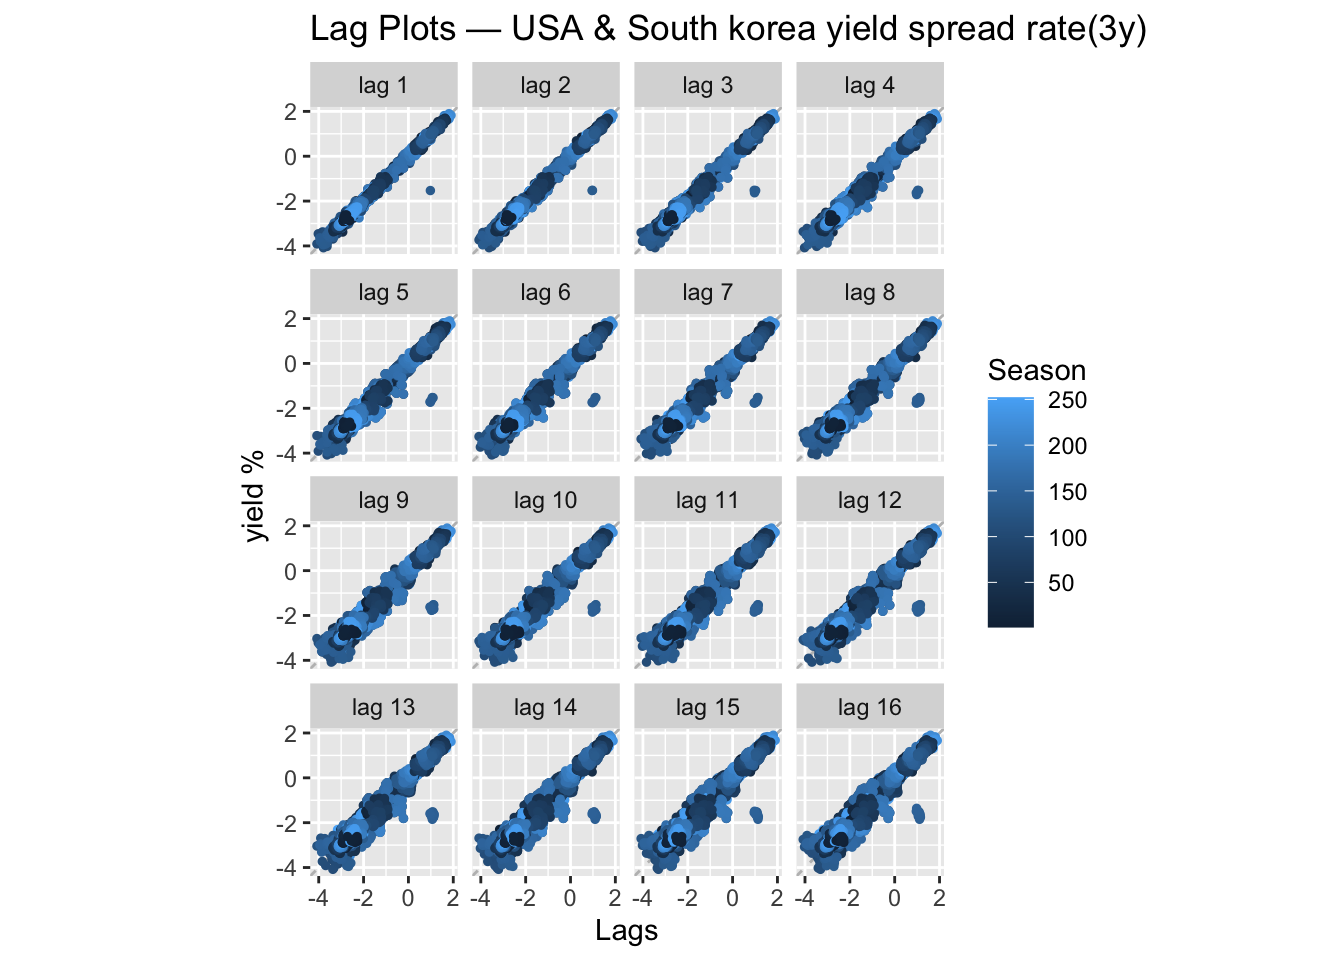 Lag Plots — USA & South korea yield spread rate(3y)
lag 1 lag 2 lag 3 lag 4
2
0
-2
-4
lag 5 lag 6 lag 7 lag 8
2
0
-2
-4
lag 9 lag 10 lag 11 lag 12
2
0
-2
-4
lag 13 lag 14 lag 15 lag 16
2
0
-2
-4
-4 -2 0 2 -4 -2 0 2 -4 -2 0 2 -4 -2 0 2
Lags
yield %
Season
250
200
150
100
50